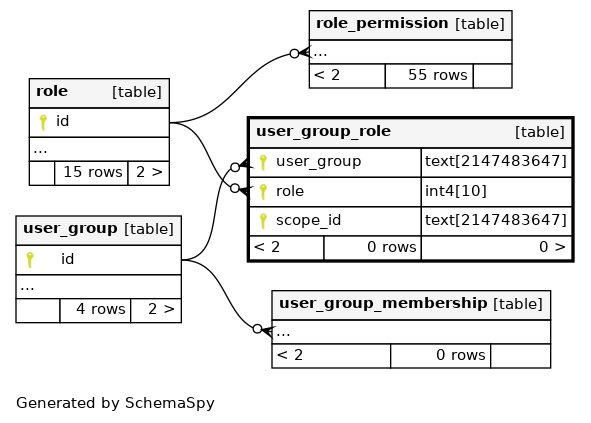 role_permission [table]
...
< 2 55 rows
role [table]
id
...
15 rows 2 >
user_group_role [table]
user_group text[2147483647]
role int4[10]
scope_id text[2147483647]
< 2 0 rows 0 >
user_group [table]
id
...
4 rows 2 >
user_group_membership [table]
...
< 2 0 rows
Generated by SchemaSpy